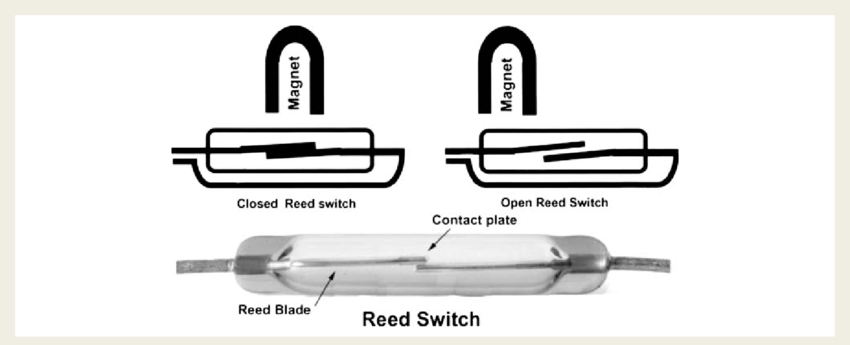 Magnet
Magnet
Closed Reed switch
Open Reed Switch
Contact plate
Reed Blade
Reed Switch